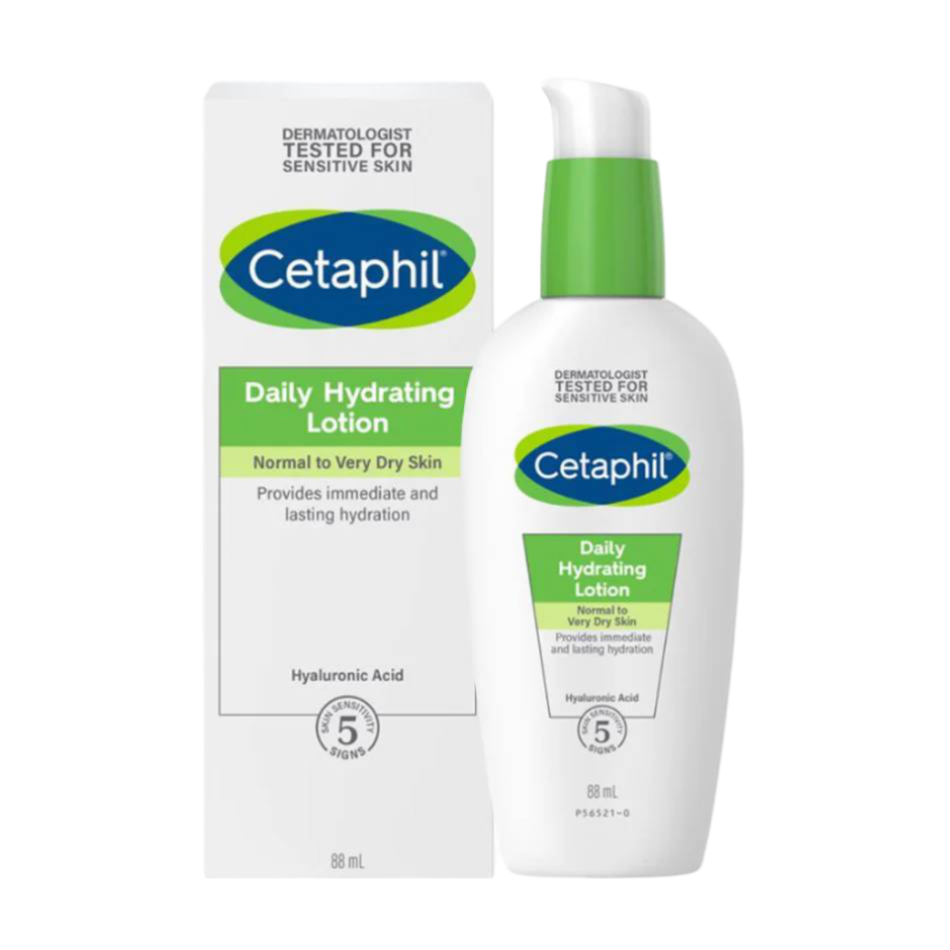 DERMATOLOGIST
TESTED FOR
SENSITIVE SKIN
Cetaphil®
Daily Hydrating
Lotion
Normal to Very Dry Skin
Provides immediate and
lasting hydration
Hyaluronic Acid
SKIN SENSITIVITY
5
SIGNS
88 mL
DERMATOLOGIST
TESTED FOR
SENSITIVE SKIN
Cetaphil®
Daily
Hydrating
Lotion
Normal to
Very Dry Skin
Provides immediate
and lasting hydration
Hyaluronic Acid
SKIN SENSITIVITY
5
SIGNS
88 mL
P56521-0